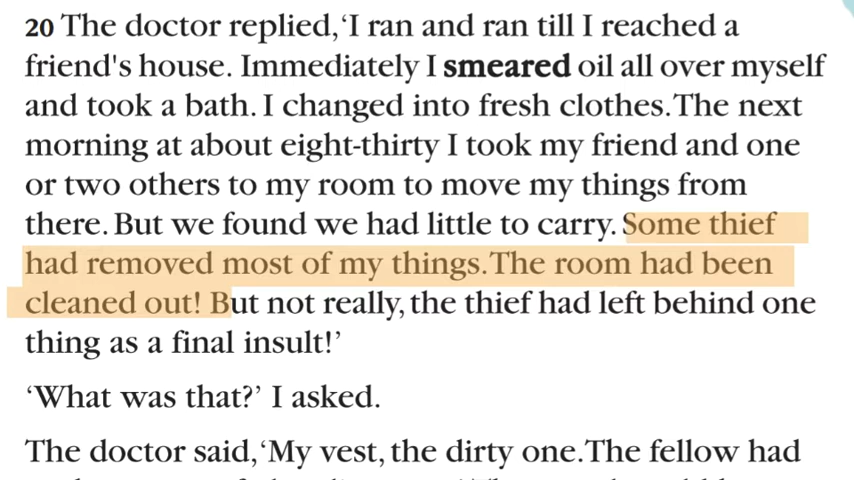 20 The doctor replied, ‘I ran and ran till I reached a
friend's house. Immediately I smeared oil all over myself
and took a bath. I changed into fresh clothes. The next
morning at about eight-thirty I took my friend and one
or two others to my room to move my things from
there. But we found we had little to carry. Some thief
had removed most of my things. The room had been
cleaned out! But not really, the thief had left behind one
thing as a final insult!’
‘What was that?’ I asked.
The doctor said, ‘My vest, the dirty one. The fellow had